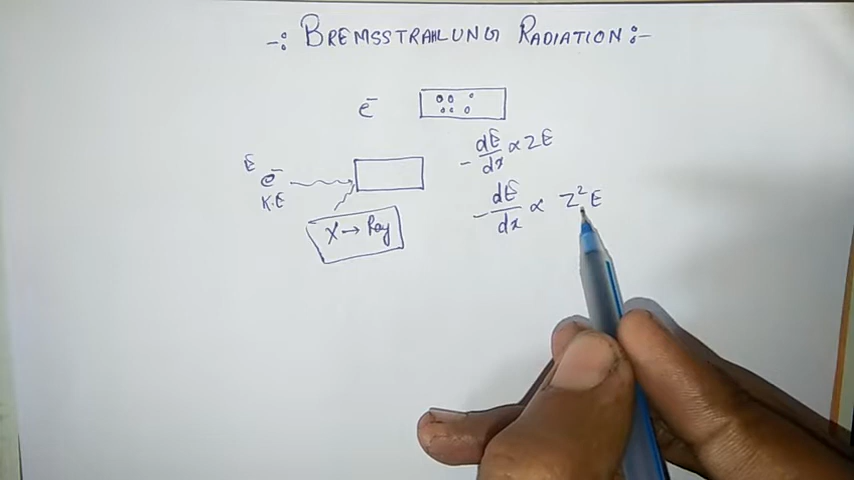 -: BREMSSTRAHLUNG RADIATION :-
e⁻
- dE/dx ∝ ZE
E
e⁻
K.E
- dE/dx ∝ Z²E
X → Ray